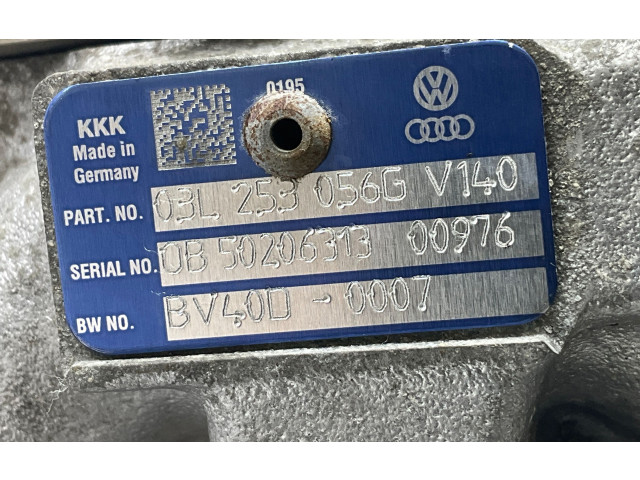 0195
KKK
Made in
Germany
PART. NO. 03L 253 056G V140
SERIAL NO. 0B 50206313 00976
BW NO. BV40D - 0007